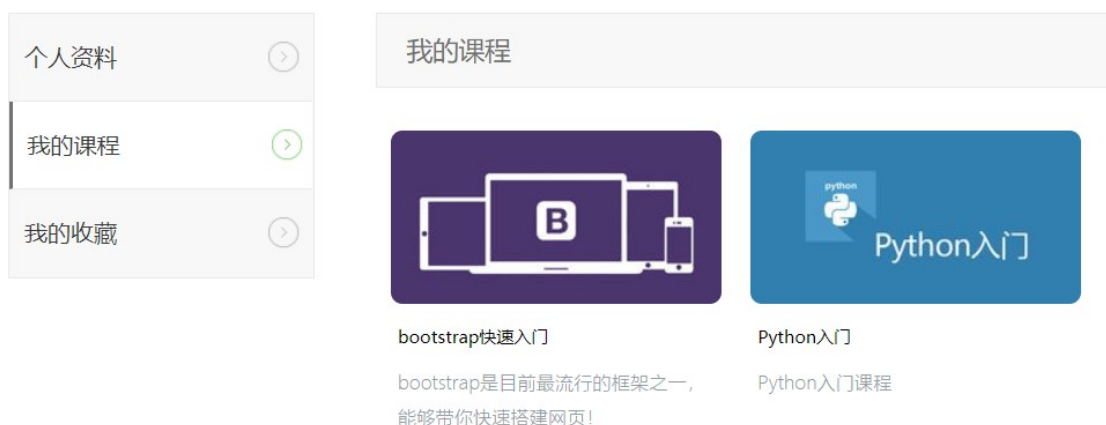 个人资料
我的课程
我的收藏
我的课程
B
python
Python入门
bootstrap快速入门
bootstrap是目前最流行的框架之一，
能够带你快速搭建网页！
Python入门
Python入门课程